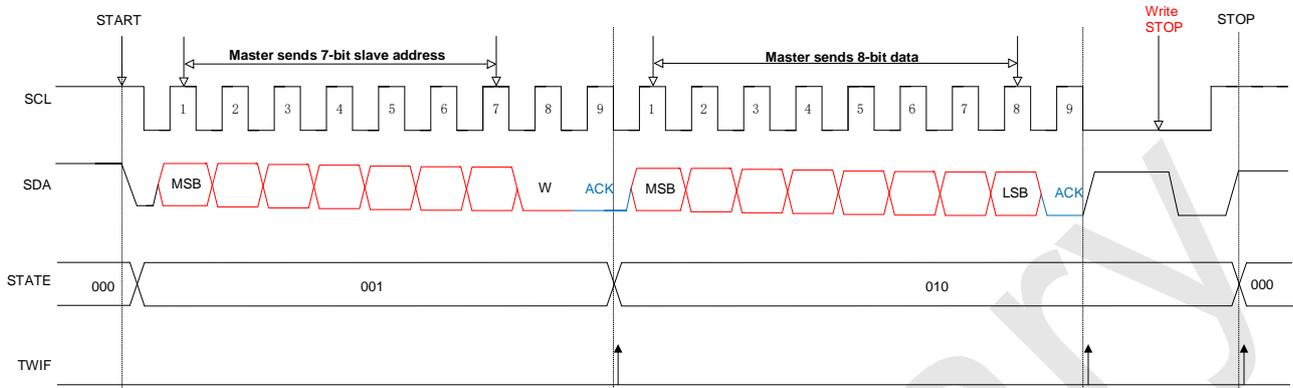 START
Write
STOP
STOP
Master sends 7-bit slave address
Master sends 8-bit data
SCL
1 2 3 4 5 6 7 8 9 1 2 3 4 5 6 7 8 9
SDA
MSB W ACK MSB LSB ACK
STATE
000 001 010 000
TWIF
ry